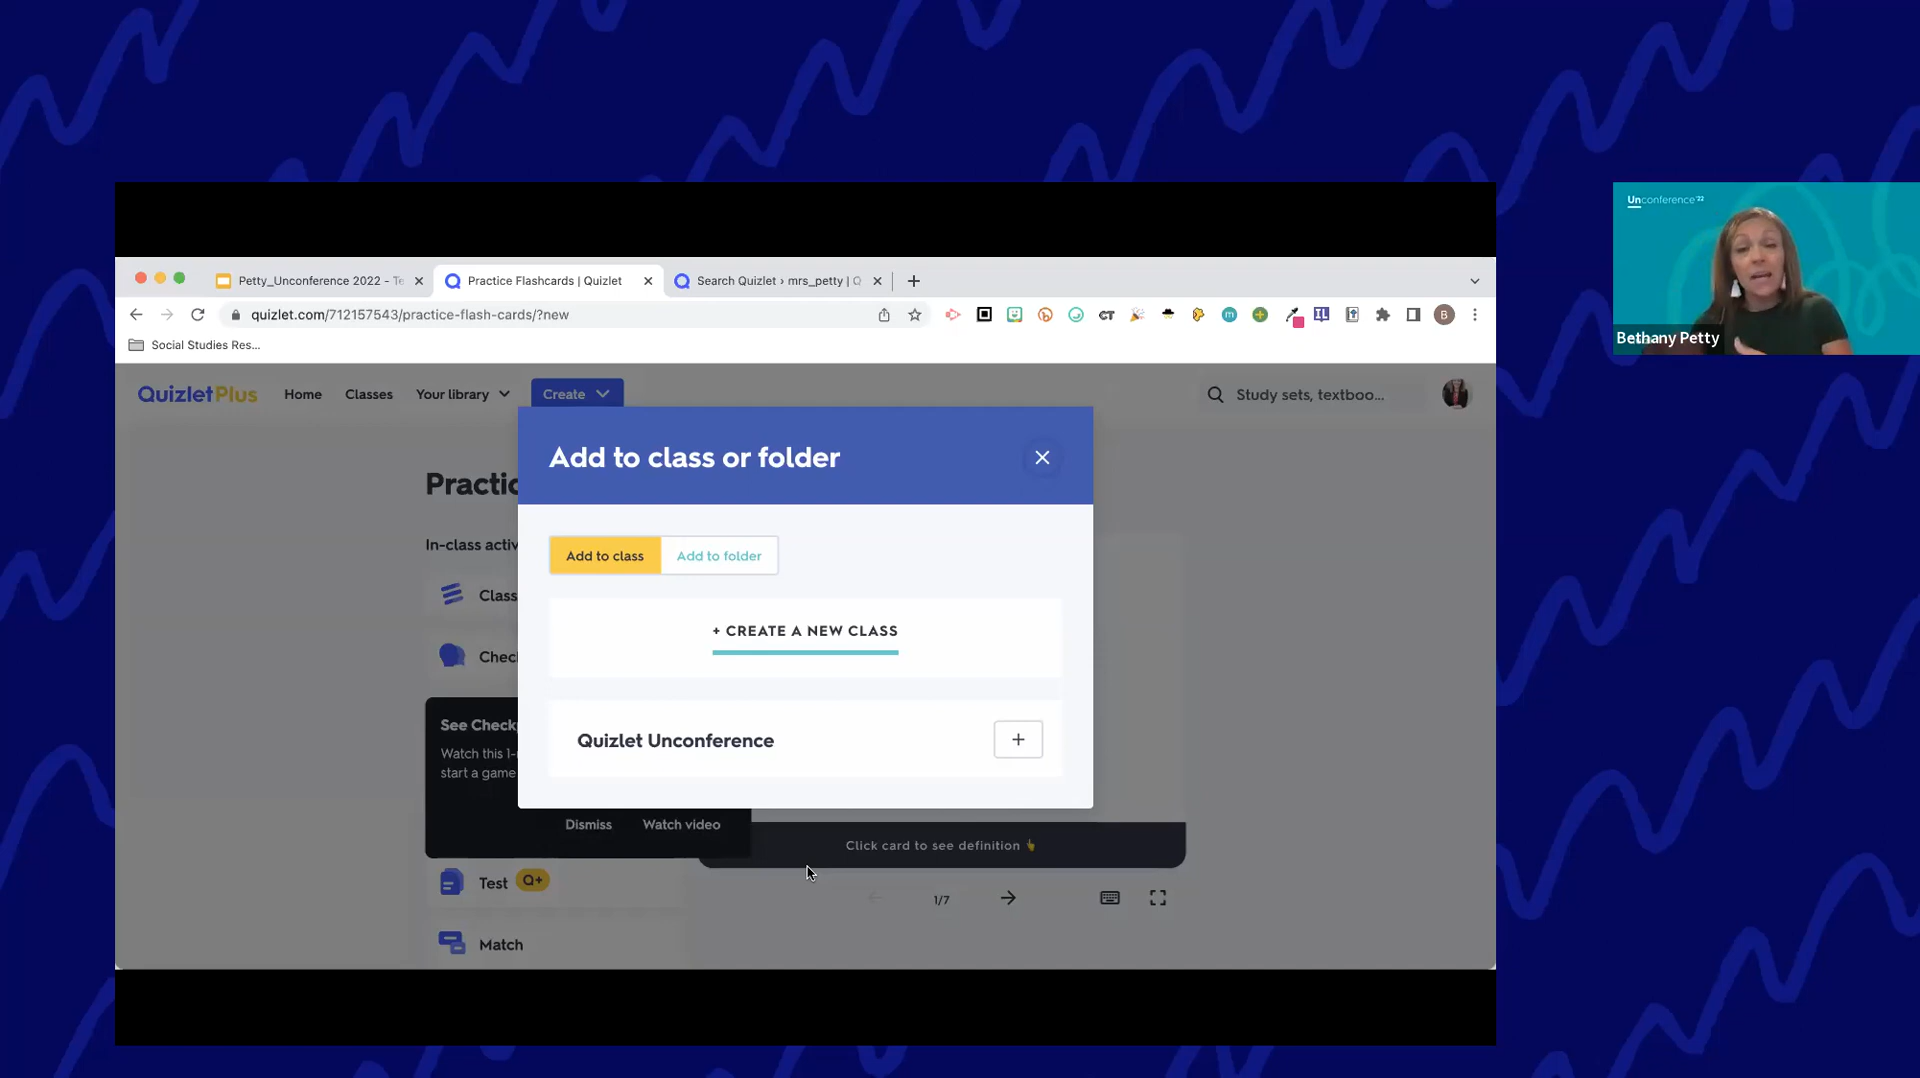 Unconference '22
Bethany Petty
Petty_Unconference 2022 - Te
Practice Flashcards | Quizlet
Search Quizlet › mrs_petty | Q
quizlet.com/712157543/practice-flash-cards/?new
CT
m
IL
B
Social Studies Res...
QuizletPlus
Home
Classes
Your library
Create
Study sets, textboo...
Add to class or folder
Practic
In-class activ
Add to class
Add to folder
Class
+ CREATE A NEW CLASS
Chec
See Check
Watch this 1-
start a game
Quizlet Unconference
+
Dismiss
Watch video
Click card to see definition 👆
Test
Q+
1/7
Match